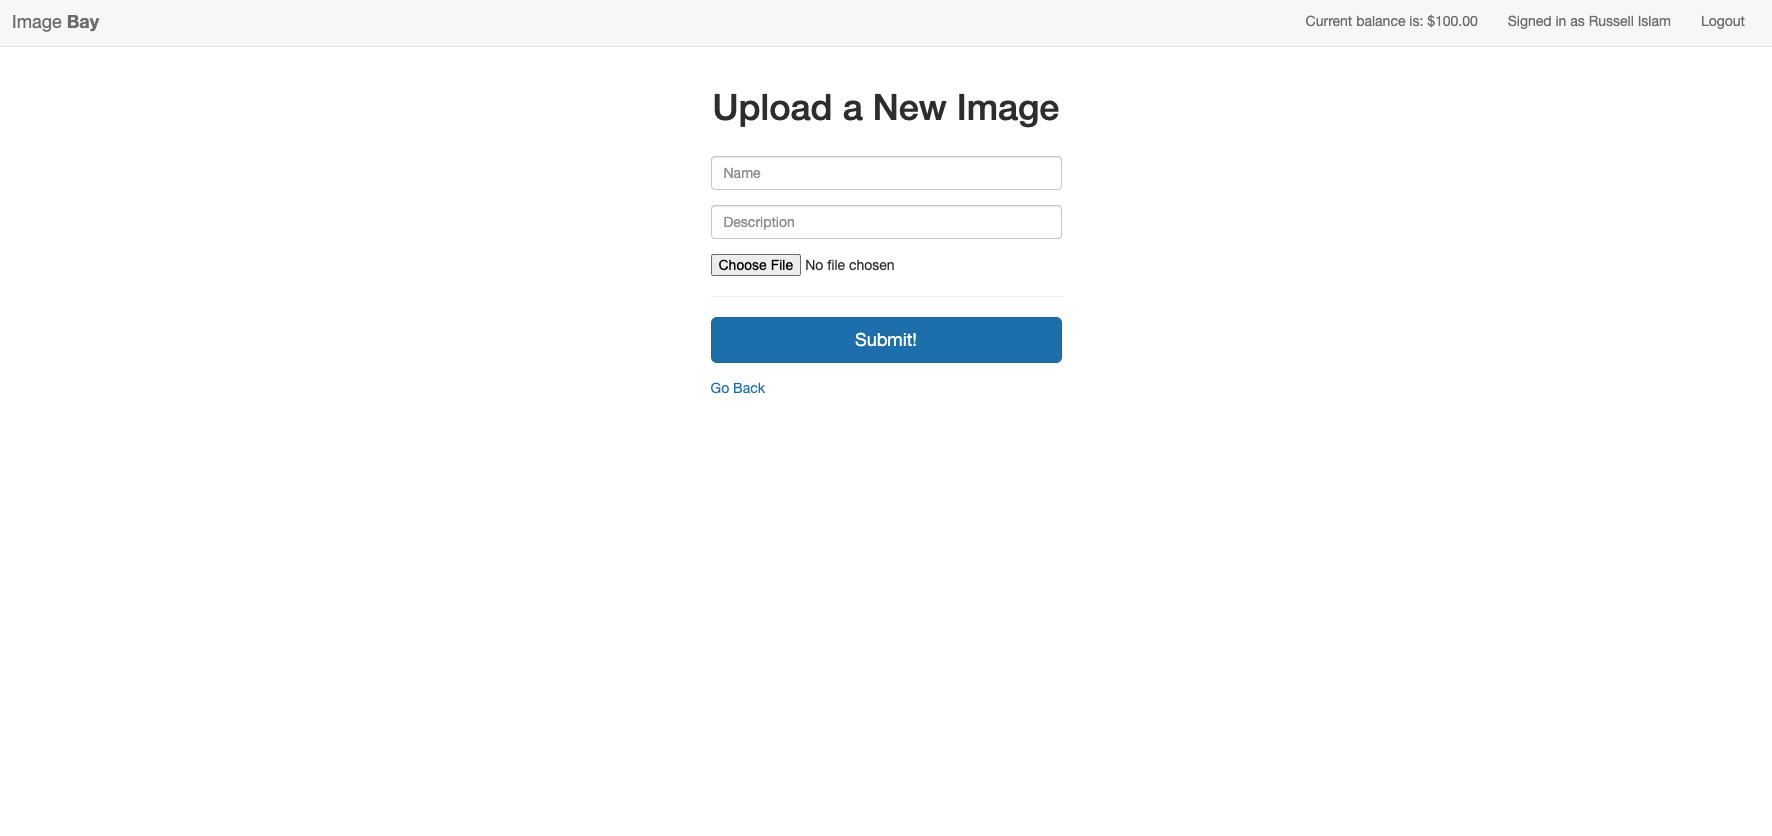 Image Bay
Current balance is: $100.00
Signed in as Russell Islam
Logout
Upload a New Image
Name
Description
Choose File No file chosen
Submit!
Go Back